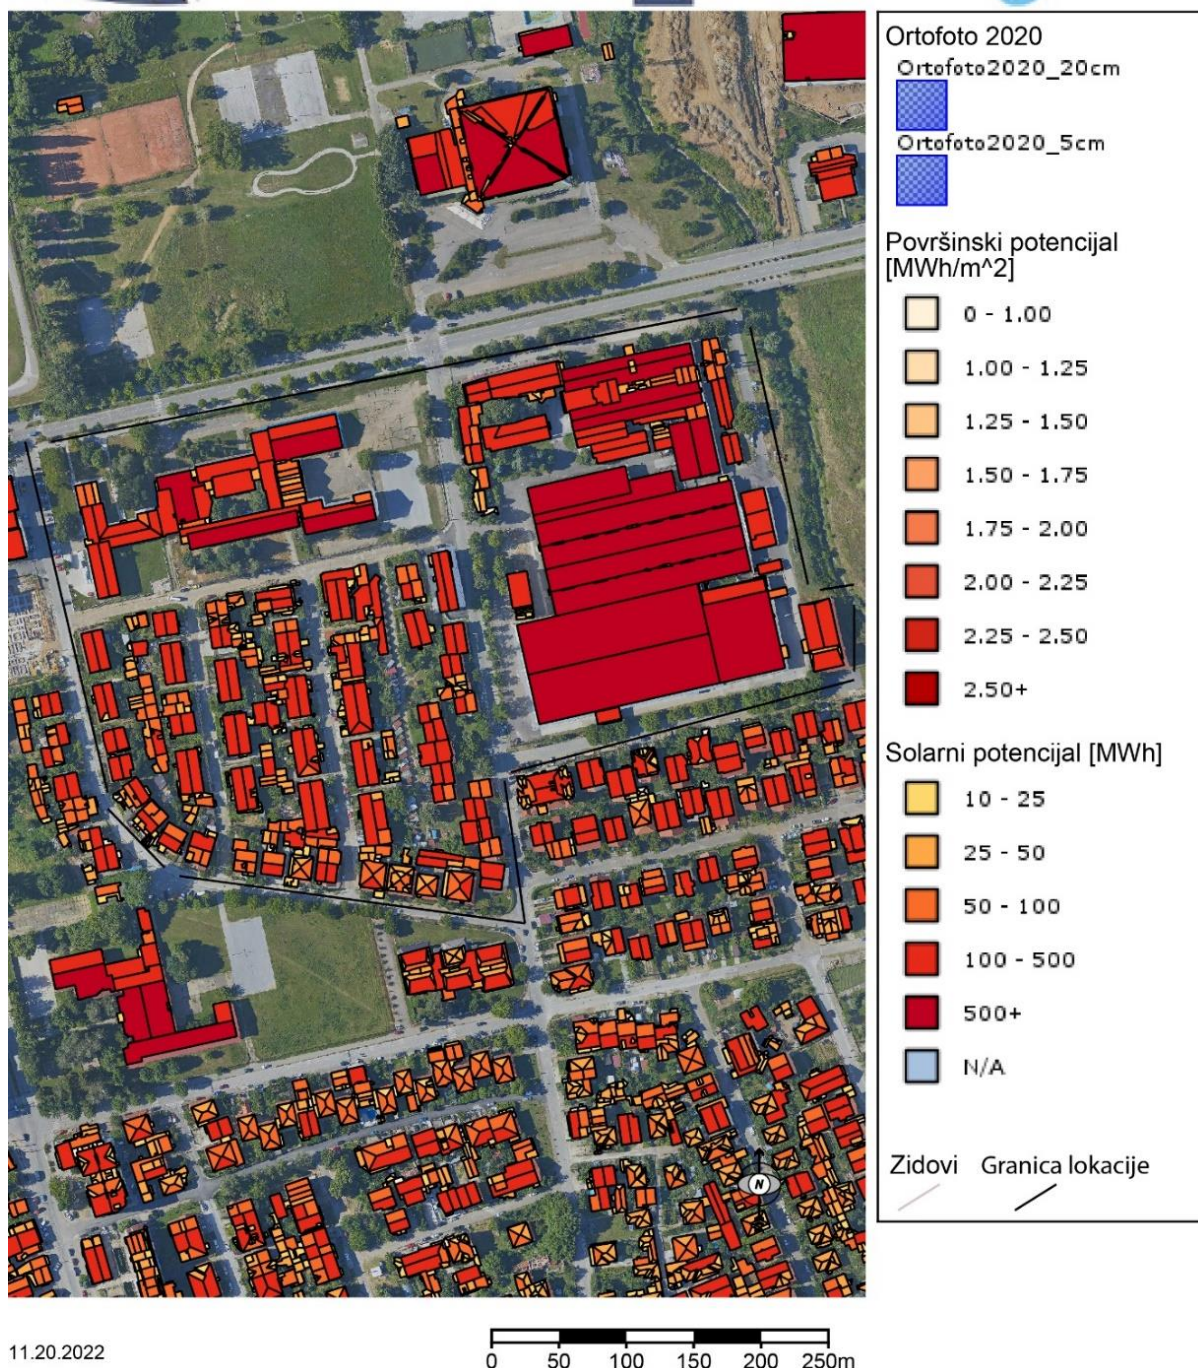 Ortofoto 2020
Ortofoto2020_20cm
Ortofoto2020_5cm
Površinski potencijal
[MWh/m^2]
0 - 1.00
1.00 - 1.25
1.25 - 1.50
1.50 - 1.75
1.75 - 2.00
2.00 - 2.25
2.25 - 2.50
2.50+
Solarni potencijal [MWh]
10 - 25
25 - 50
50 - 100
100 - 500
500+
N/A
Zidovi Granica lokacije
N
11.20.2022
0 50 100 150 200 250m